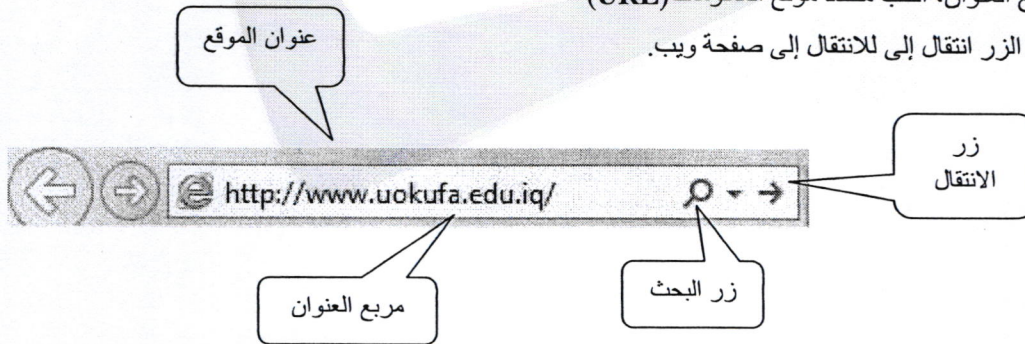 (URL)
الزر انتقال إلى للانتقال إلى صفحة ويب.
عنوان الموقع
زر
الانتقال
http://www.uokufa.edu.iq/
مربع العنوان
زر البحث